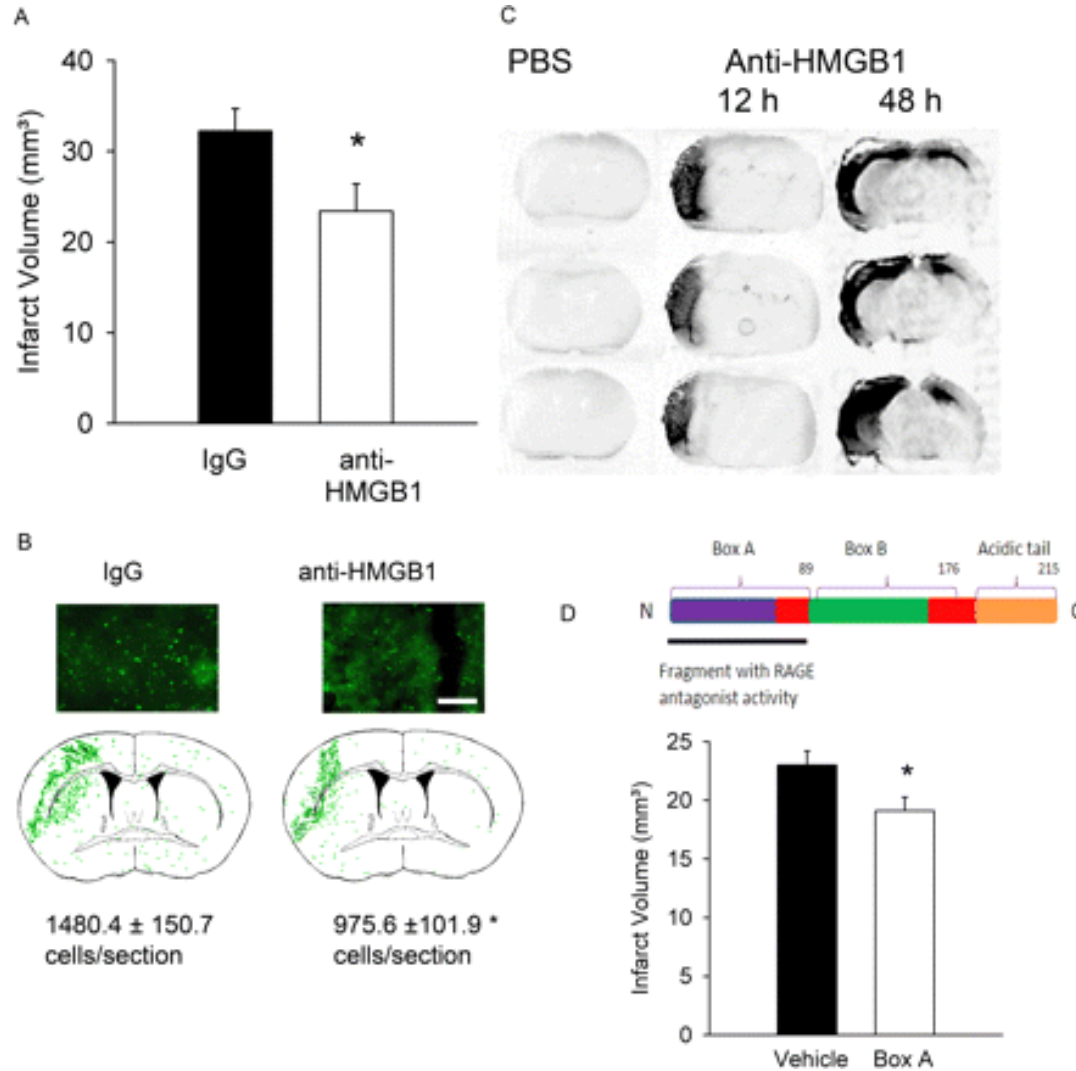 A
Infarct Volume (mm³)
40
30
20
10
0
*
IgG
anti-
HMGB1
B
IgG
anti-HMGB1
1480.4 ± 150.7
cells/section
975.6 ±101.9 *
cells/section
C
PBS
Anti-HMGB1
12 h
48 h
D
Box A
Box B
Acidic tail
89
176
215
N
Fragment with RAGE
antagonist activity
Infarct Volume (mm³)
25
20
15
10
5
0
*
Vehicle
Box A